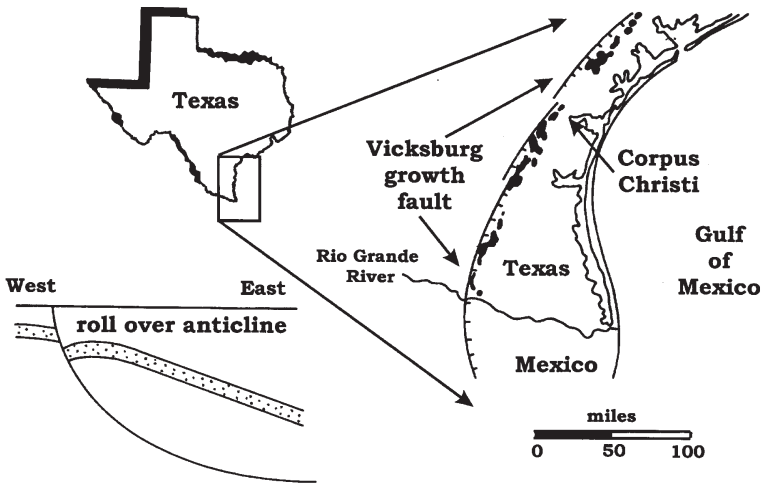 Texas
Vicksburg
growth
fault
Corpus
Christi
Gulf
of
Mexico
Rio Grande
River
Texas
Mexico
West
East
roll over anticline
miles
0
50
100